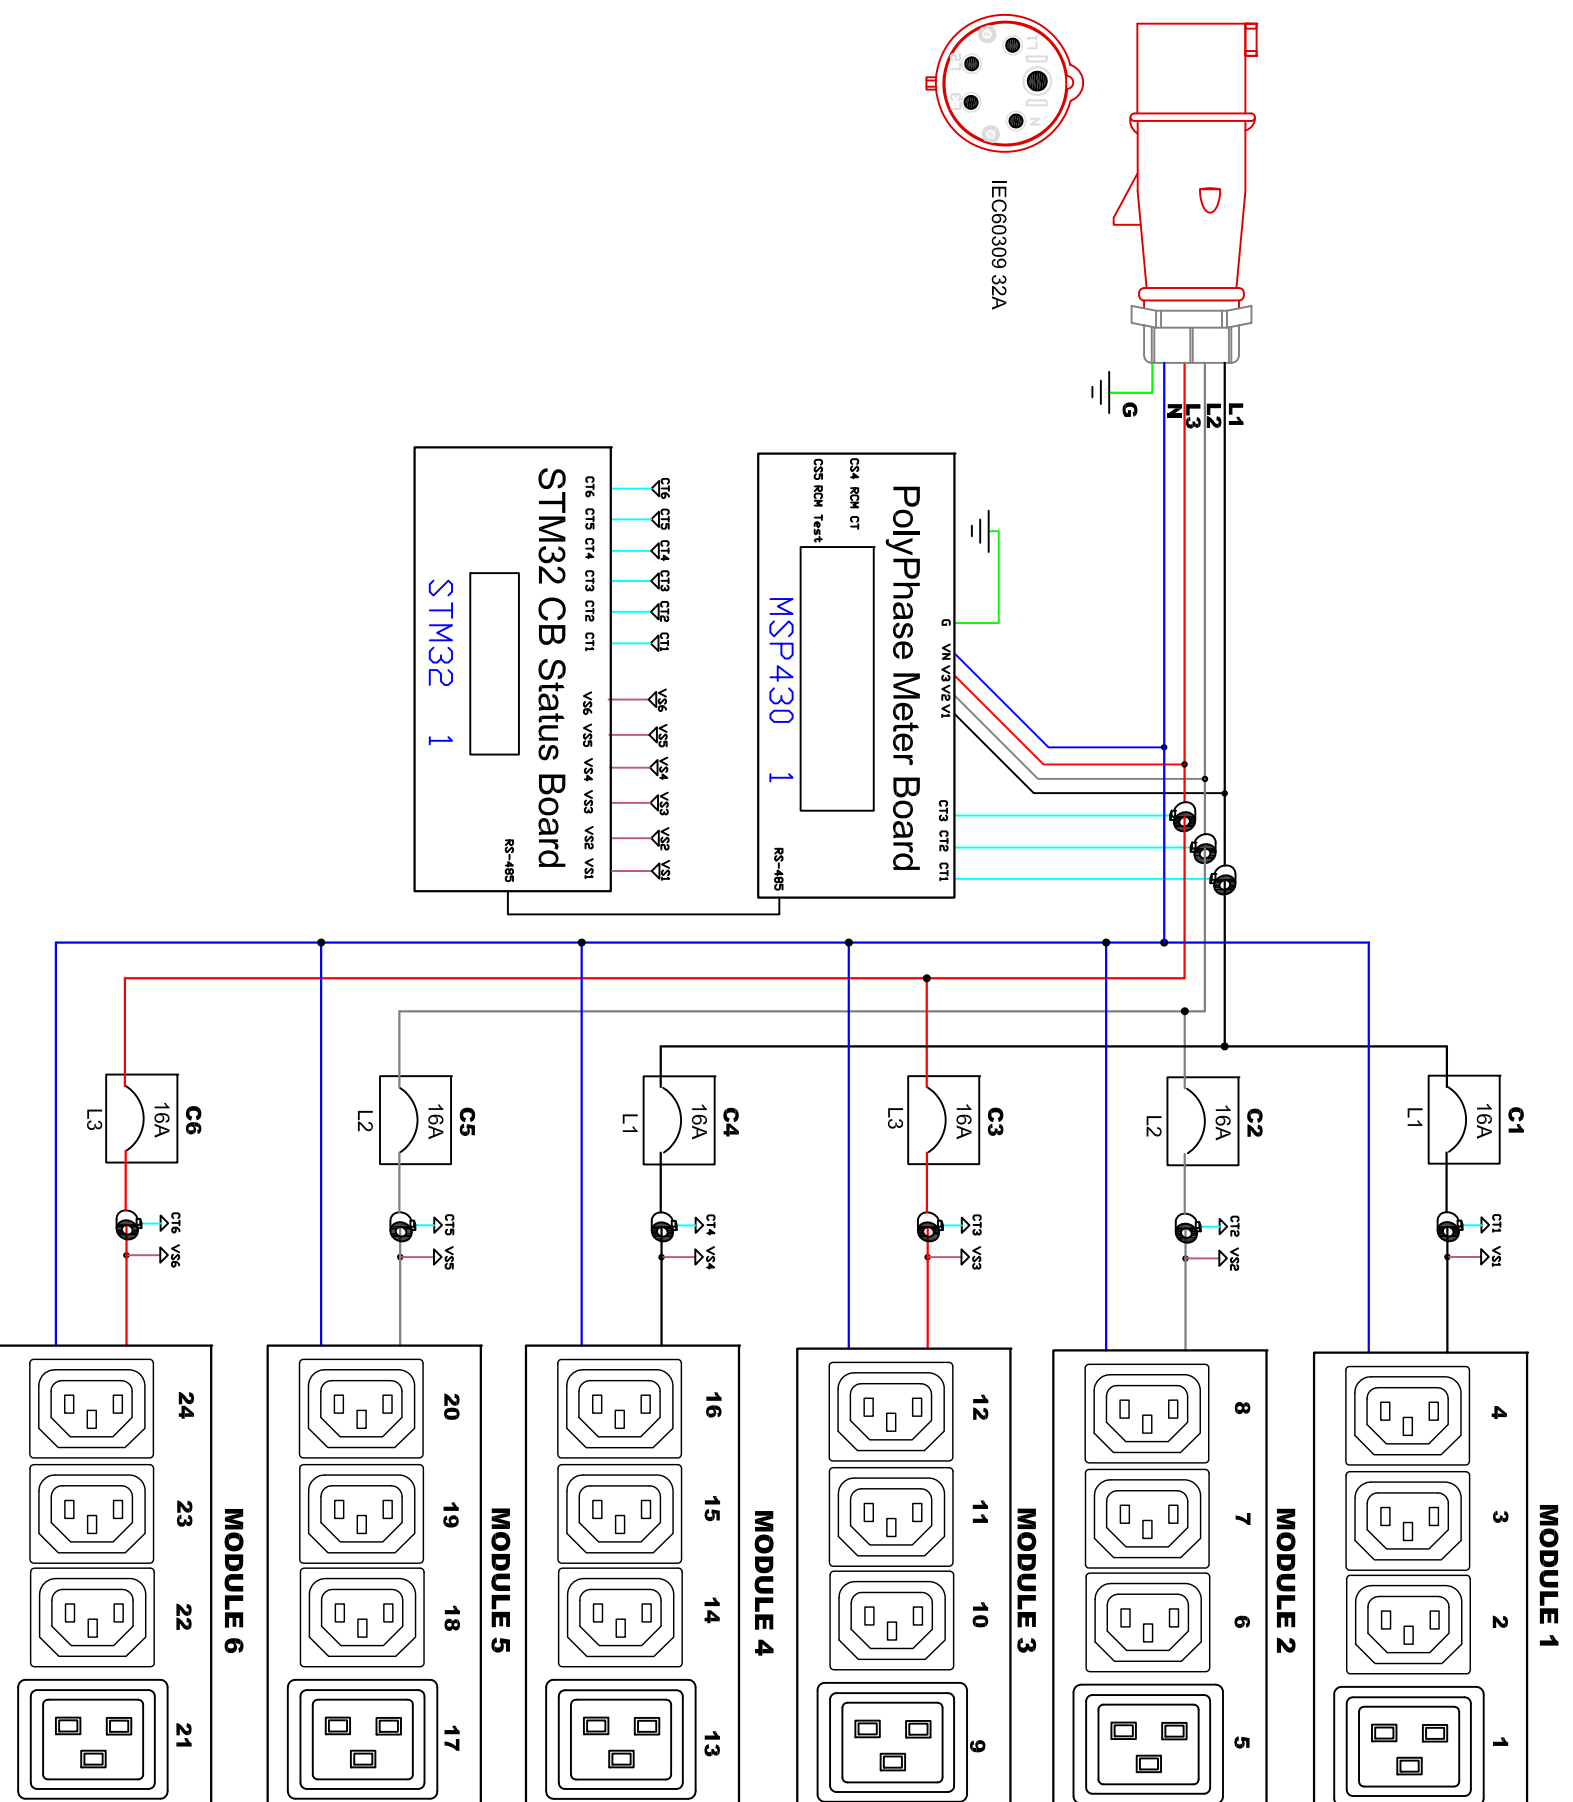 IEC60309 32A
L1
L2
L3
N
G
L1
L2
L3
N
PolyPhase Meter Board
MSP430 1
CS4 RCM CT
CS5 RCM Test
G VN V3 V2 V1 CT3 CT2 CT1
RS-485
STM32 CB Status Board
STM32 1
CT6 CT5 CT4 CT3 CT2 CT1 VS6 VS5 VS4 VS3 VS2 VS1
CT6 CT5 CT4 CT3 CT2 CT1 VS6 VS5 VS4 VS3 VS2 VS1
RS-485
C1
16A
L1
CT1 VS1
C2
16A
L2
CT2 VS2
C3
16A
L3
CT3 VS3
C4
16A
L1
CT4 VS4
C5
16A
L2
CT5 VS5
C6
16A
L3
CT6 VS6
MODULE 1
4 3 2 1
MODULE 2
8 7 6 5
MODULE 3
12 11 10 9
MODULE 4
16 15 14 13
MODULE 5
20 19 18 17
MODULE 6
24 23 22 21